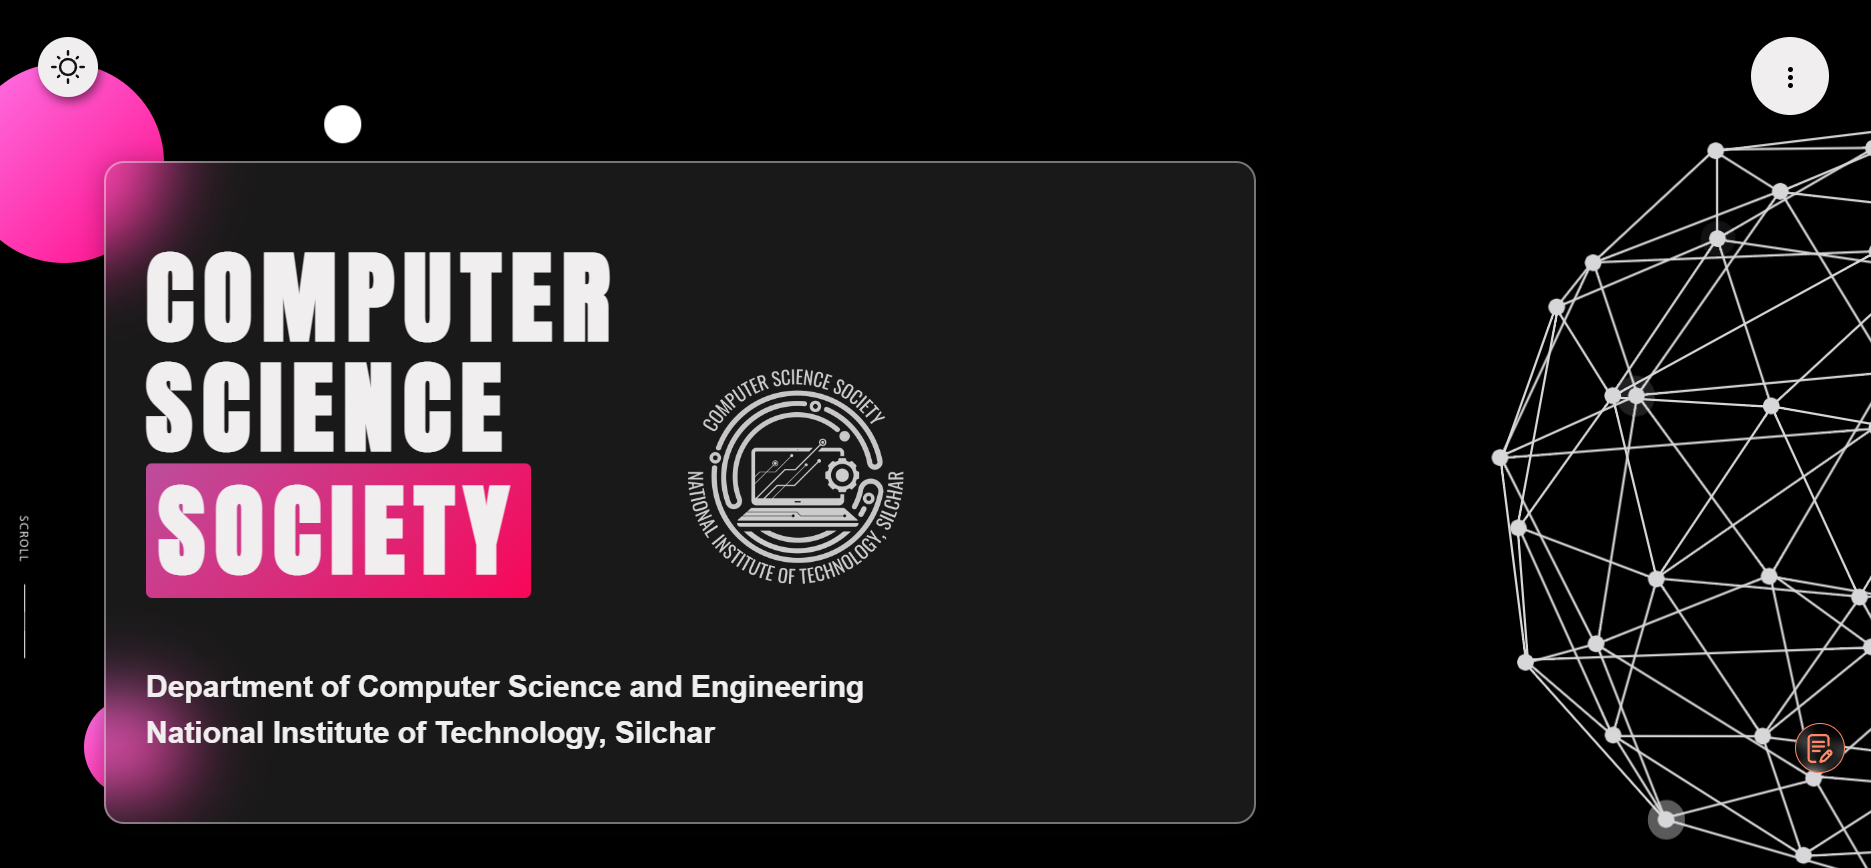 COMPUTER
SCIENCE
SOCIETY
COMPUTER SCIENCE SOCIETY
NATIONAL INSTITUTE OF TECHNOLOGY, SILCHAR
SCROLL
Department of Computer Science and Engineering
National Institute of Technology, Silchar